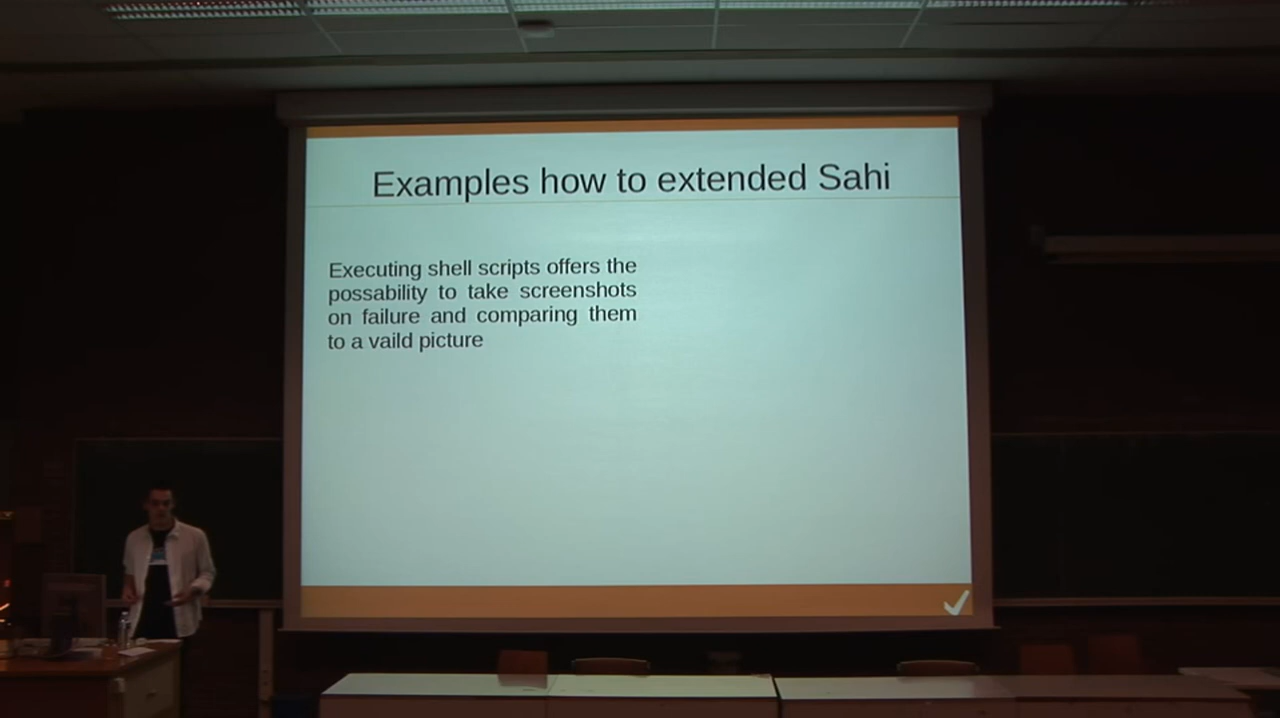 Examples how to extended Sahi
Executing shell scripts offers the
possability to take screenshots
on failure and comparing them
to a vaild picture